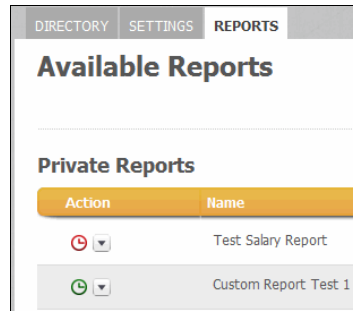 DIRECTORY SETTINGS REPORTS
Available Reports
Private Reports
Action Name
Test Salary Report
Custom Report Test 1